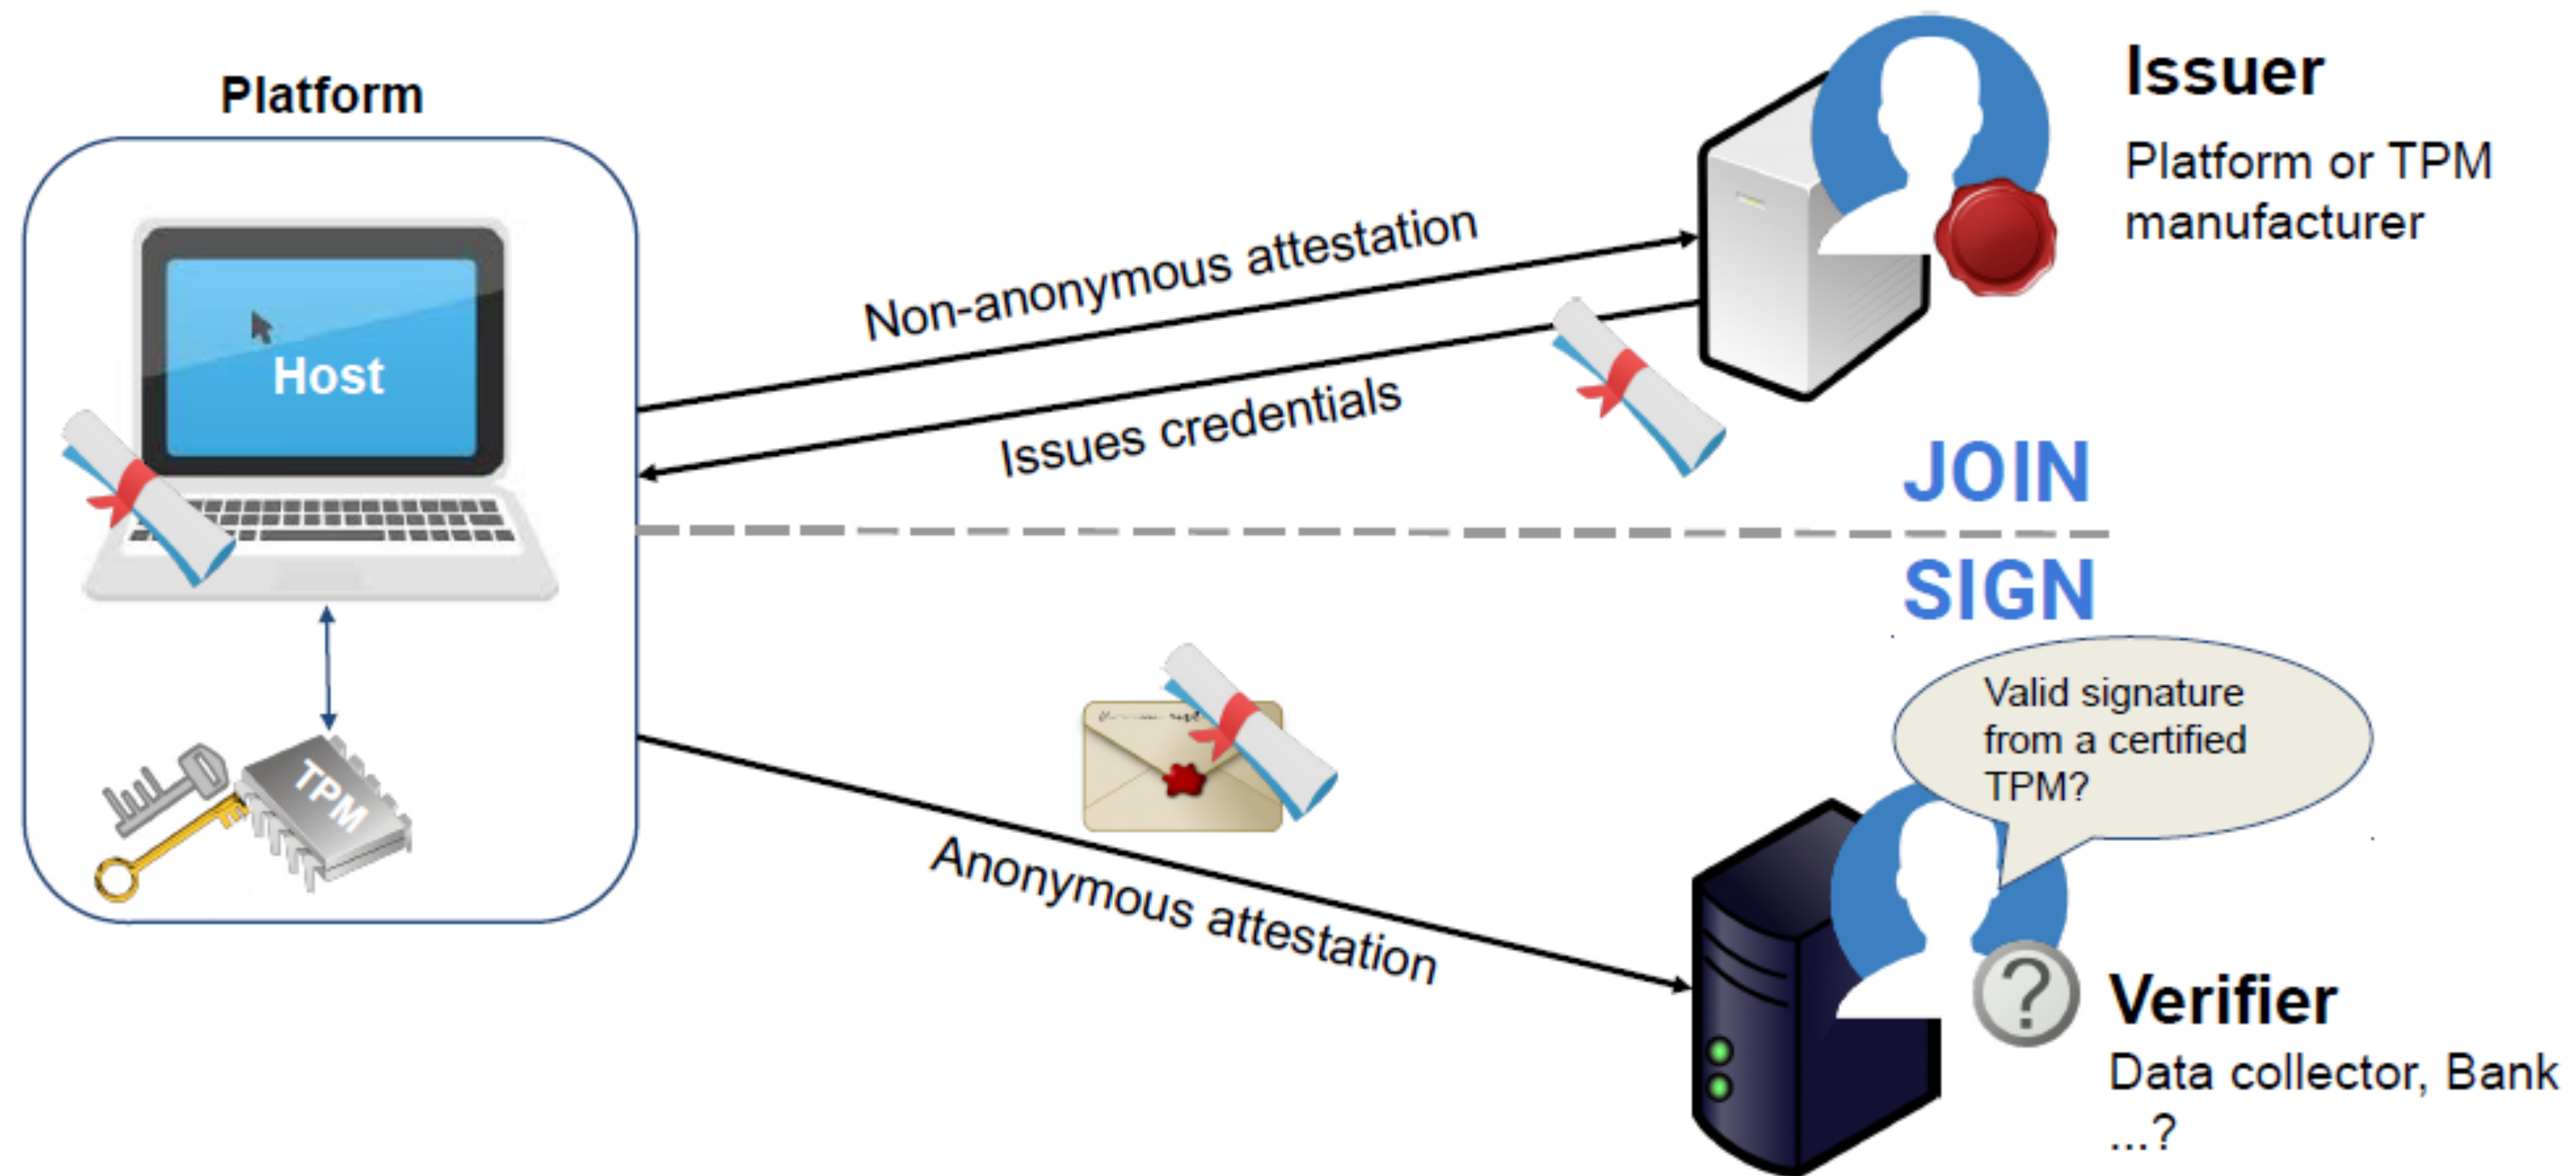 Platform
Host
TPM
Non-anonymous attestation
Issues credentials
Issuer
Platform or TPM
manufacturer
JOIN
SIGN
Anonymous attestation
Valid signature
from a certified
TPM?
?
Verifier
Data collector, Bank
...?